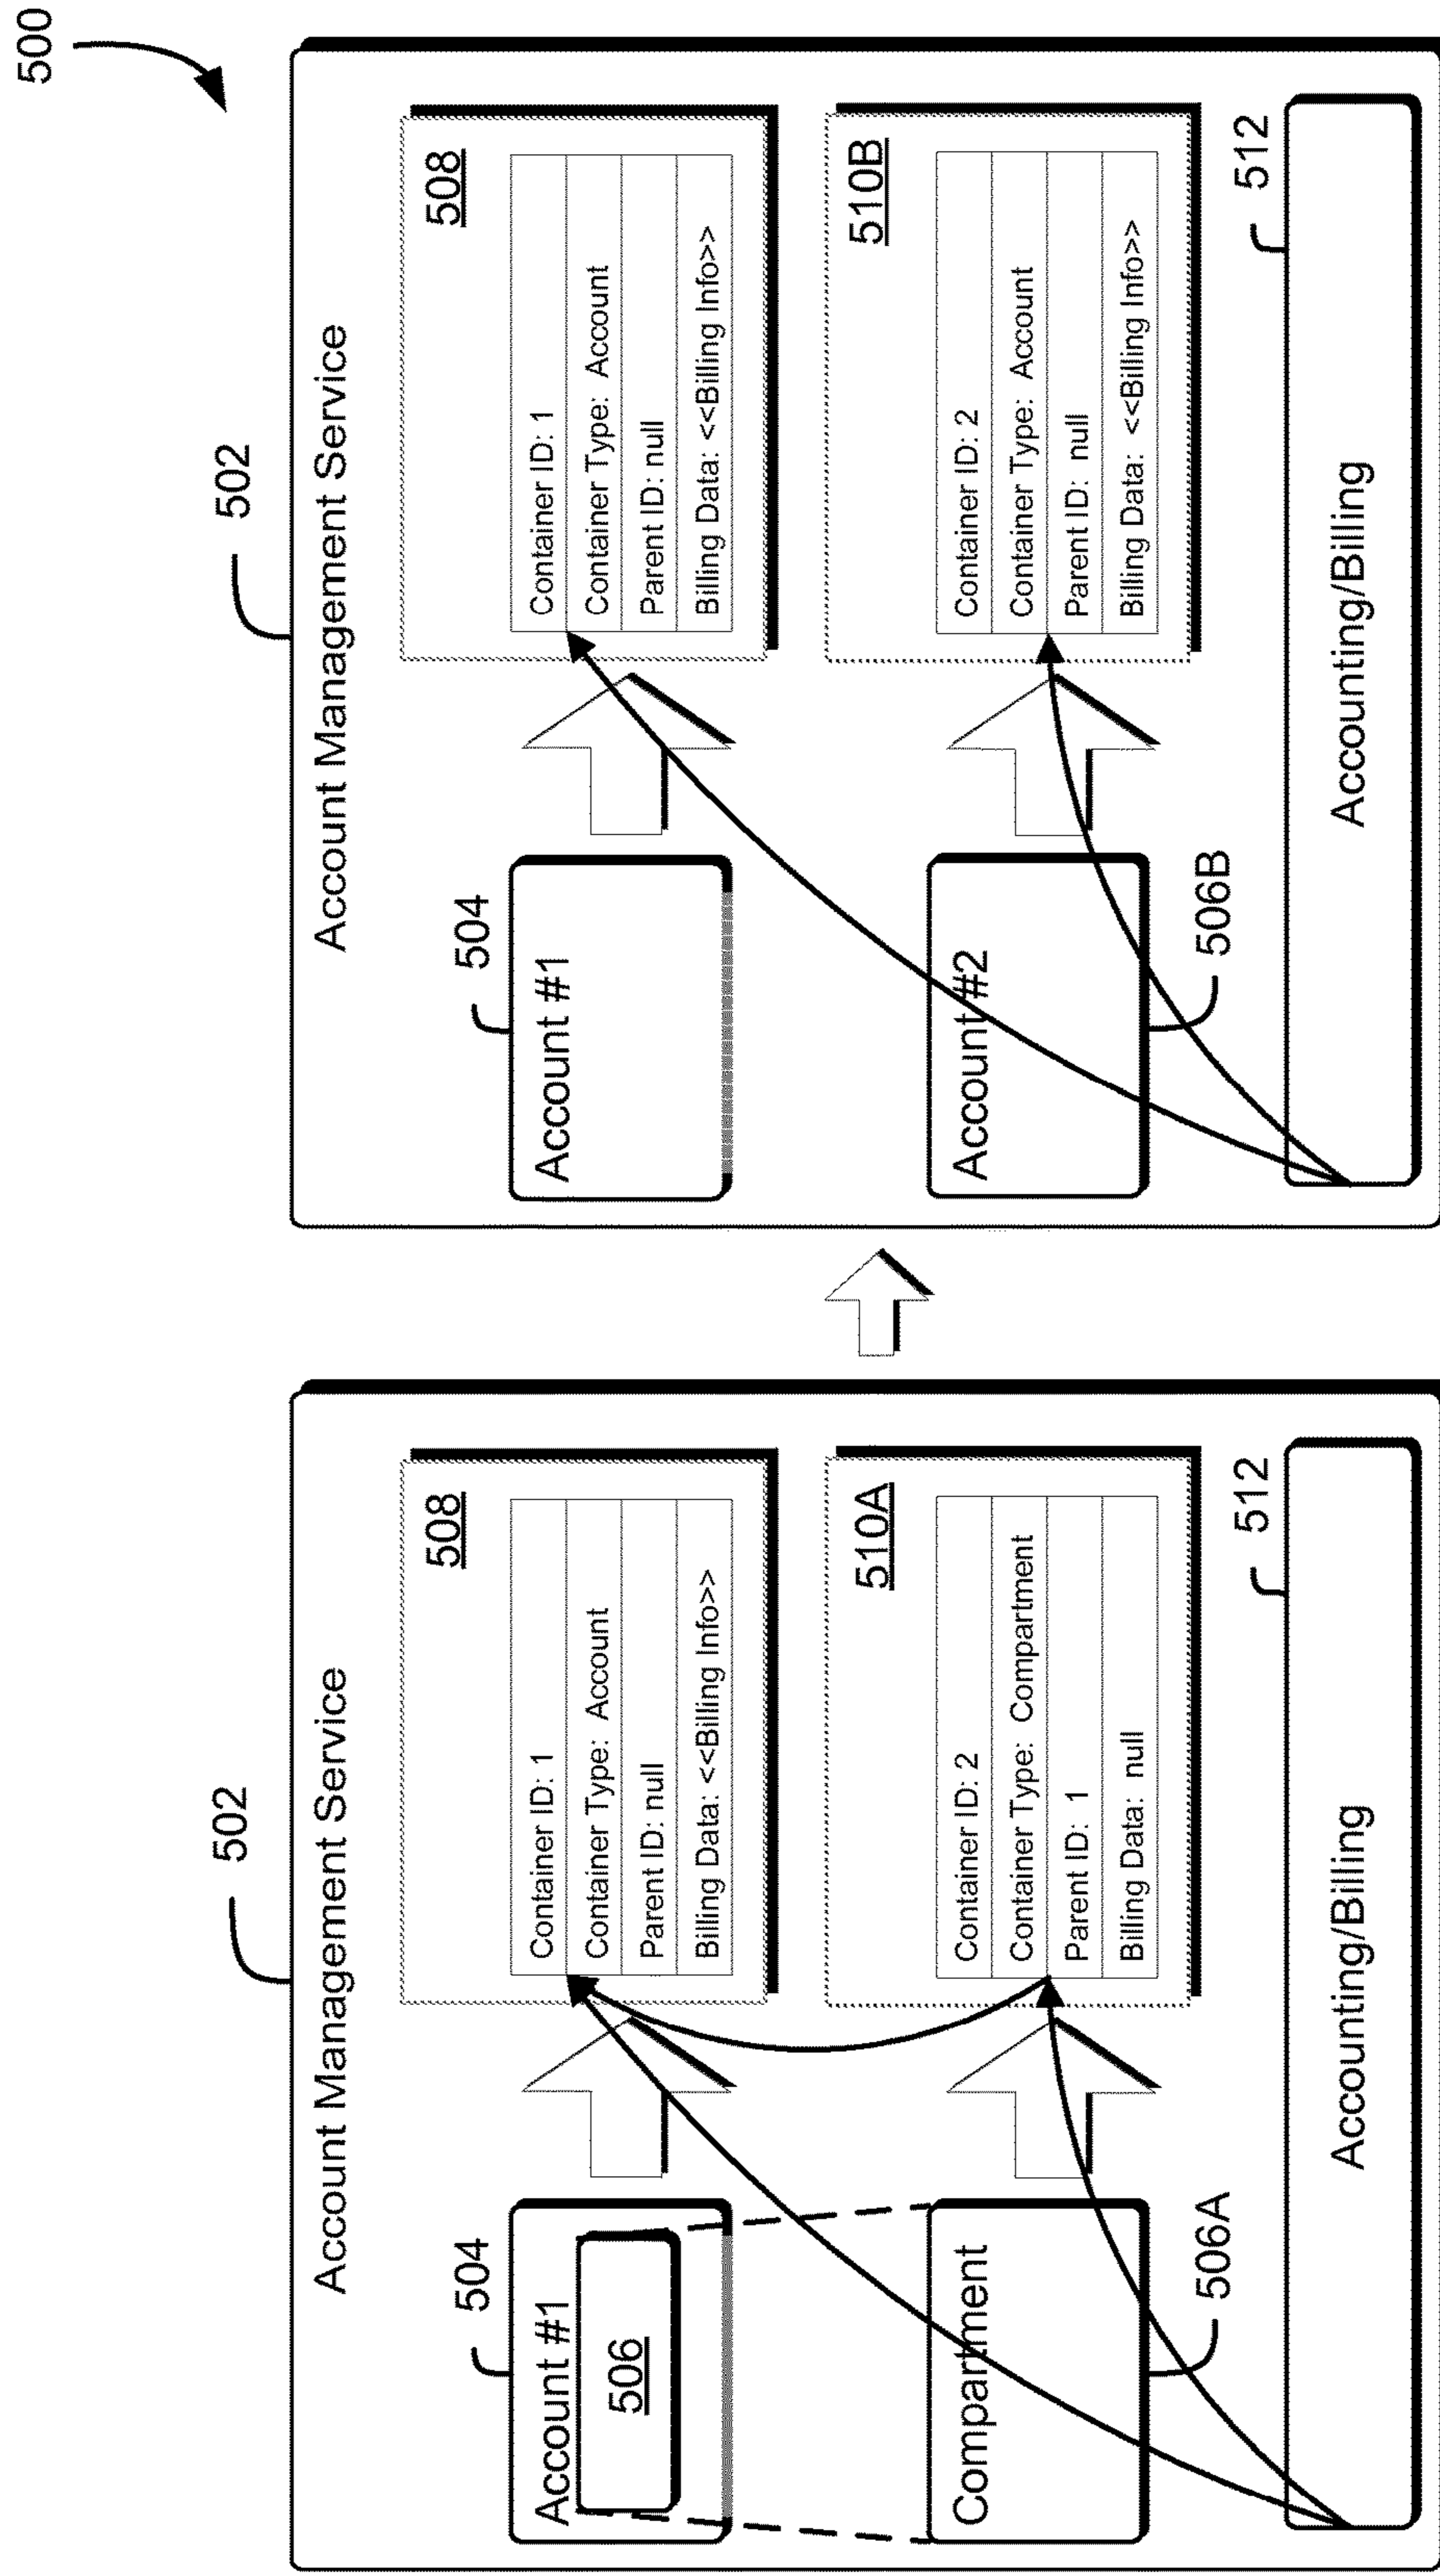 500
502
Account Management Service
504
Account #1
506
508
Container ID: 1
Container Type: Account
Parent ID: null
Billing Data: <<Billing Info>>
Compartment
506A
510A
Container ID: 2
Container Type: Compartment
Parent ID: 1
Billing Data: null
512
Accounting/Billing
502
Account Management Service
504
Account #1
508
Container ID: 1
Container Type: Account
Parent ID: null
Billing Data: <<Billing Info>>
Account #2
506B
510B
Container ID: 2
Container Type: Account
Parent ID: null
Billing Data: <<Billing Info>>
512
Accounting/Billing